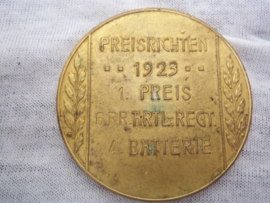 PREISRICHTEN
1929
1. PREIS
ARTL. REGT.
4. BATTERIE